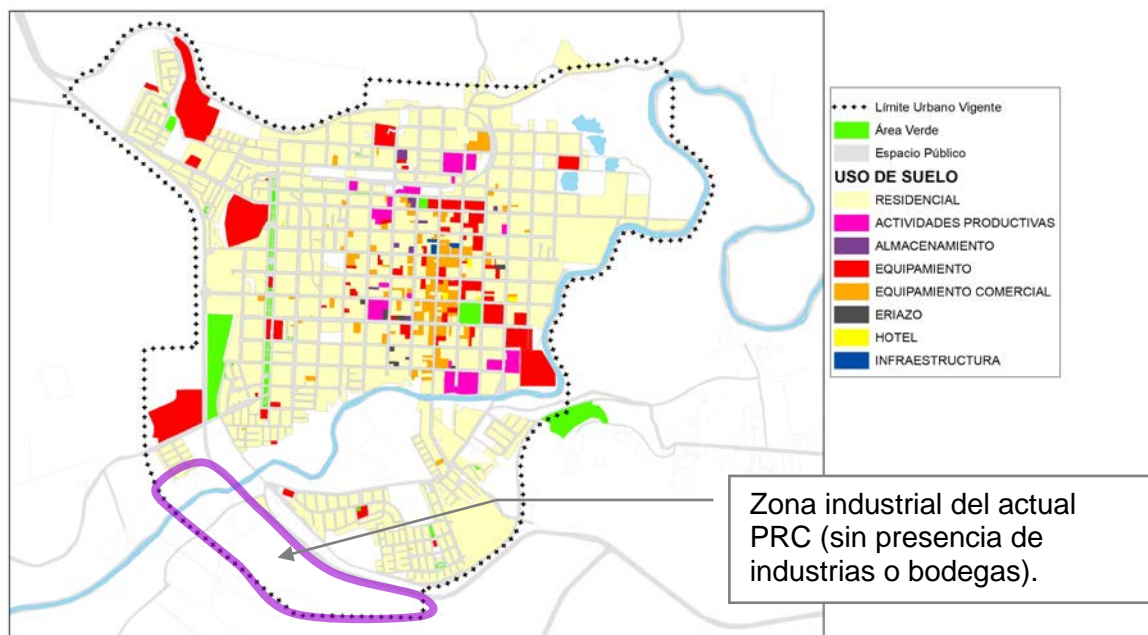 Límite Urbano Vigente
Área Verde
Espacio Público
USO DE SUELO
RESIDENCIAL
ACTIVIDADES PRODUCTIVAS
ALMACENAMIENTO
EQUIPAMIENTO
EQUIPAMIENTO COMERCIAL
ERIAZO
HOTEL
INFRAESTRUCTURA
Zona industrial del actual
PRC (sin presencia de
industrias o bodegas).